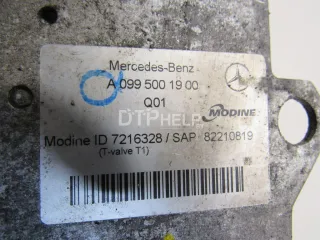 Mercedes-Benz
A 099 500 19 00
Q01
MODINE
DTPHELP
Modine ID 7216328 / SAP - 82210819
(T-valve T1)